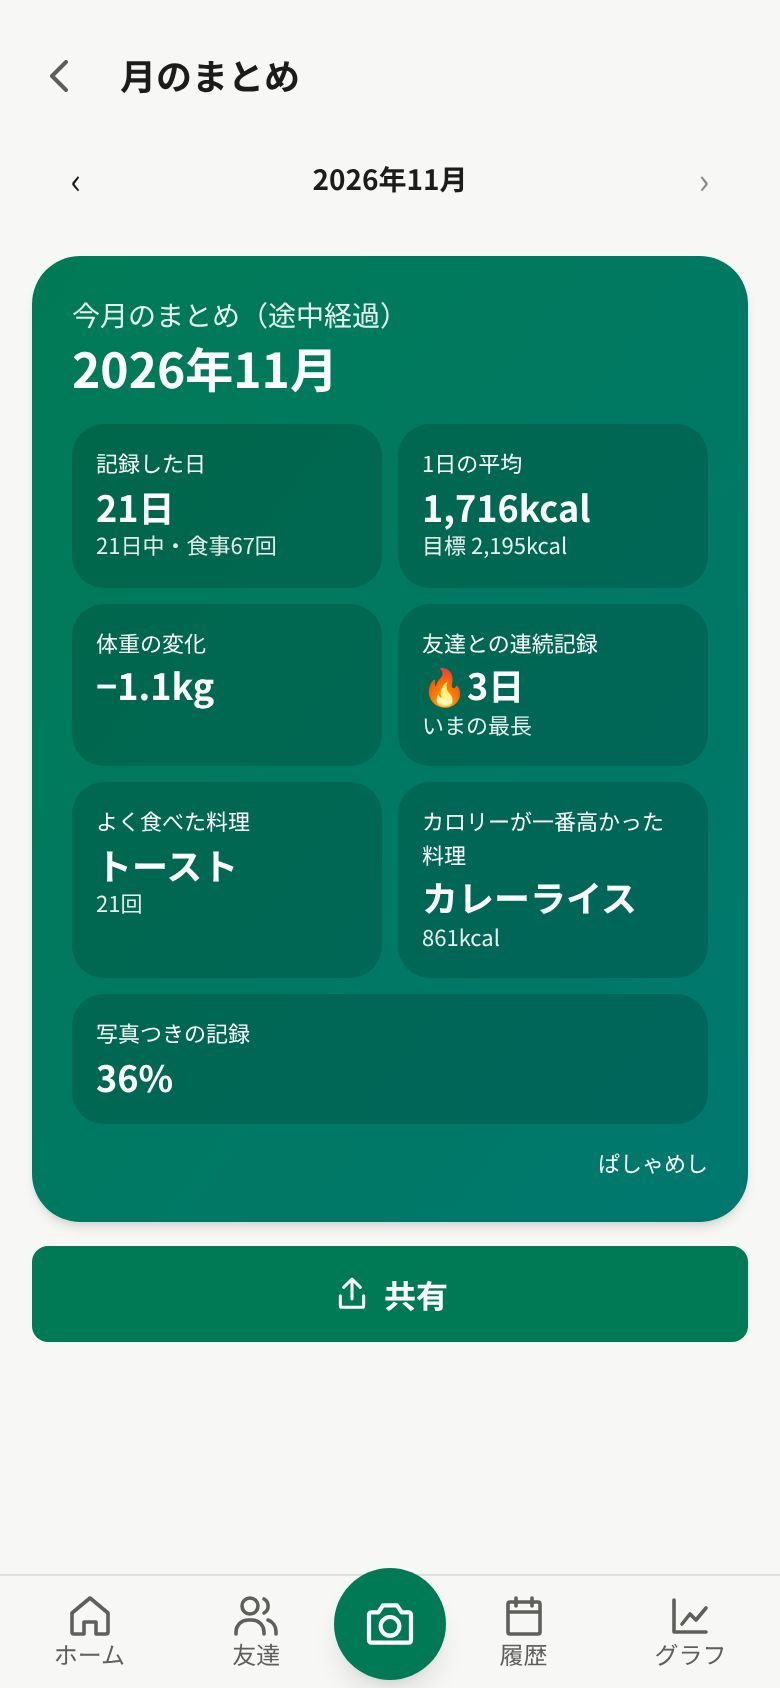 月のまとめ
2026年11月
今月のまとめ（途中経過）
2026年11月
記録した日
21日
21日中・食事67回
1日の平均
1,716kcal
目標 2,195kcal
体重の変化
−1.1kg
友達との連続記録
🔥3日
いまの最長
よく食べた料理
トースト
21回
カロリーが一番高かった
料理
カレーライス
861kcal
写真つきの記録
36%
ぱしゃめし
共有
ホーム
友達
履歴
グラフ